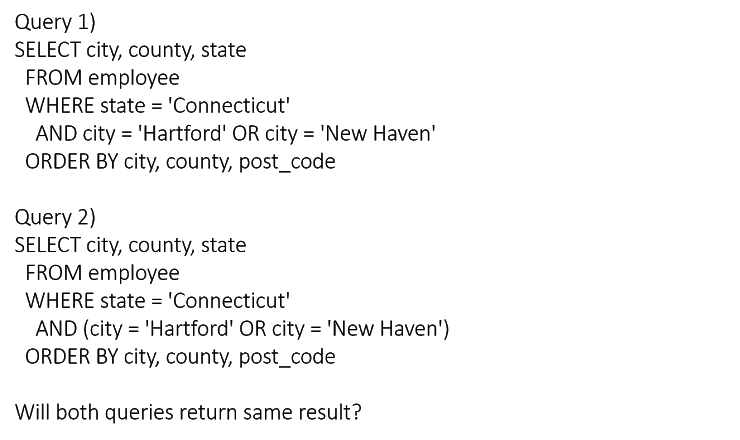 Query 1)
SELECT city, county, state
FROM employee
WHERE state = 'Connecticut'
AND city = 'Hartford' OR city = 'New Haven'
ORDER BY city, county, post_code
Query 2)
SELECT city, county, state
FROM employee
WHERE state = 'Connecticut'
AND (city = 'Hartford' OR city = 'New Haven')
ORDER BY city, county, post_code
Will both queries return same result?